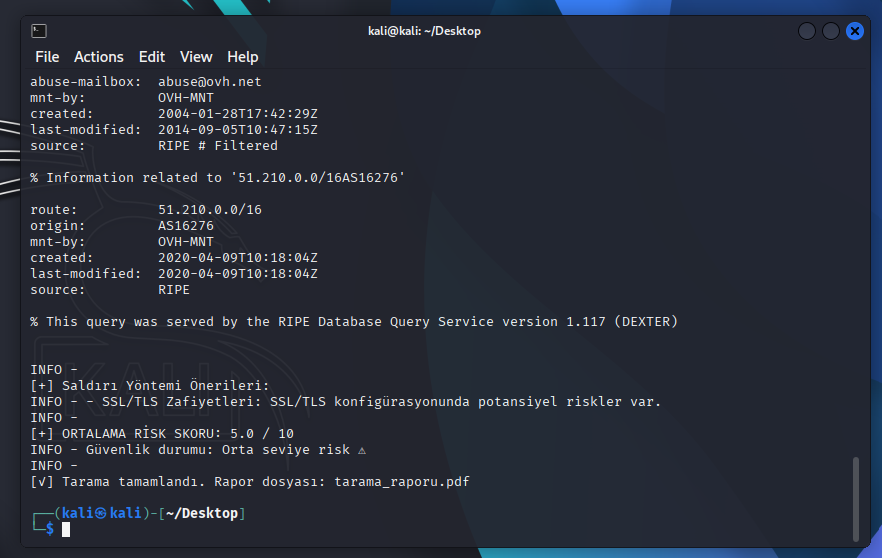 kali@kali: ~/Desktop
File Actions Edit View Help
abuse-mailbox:  abuse@ovh.net
mnt-by:         OVH-MNT
created:        2004-01-28T17:42:29Z
last-modified:  2014-09-05T10:47:15Z
source:         RIPE # Filtered
% Information related to '51.210.0.0/16AS16276'
route:          51.210.0.0/16
origin:         AS16276
mnt-by:         OVH-MNT
created:        2020-04-09T10:18:04Z
last-modified:  2020-04-09T10:18:04Z
source:         RIPE
% This query was served by the RIPE Database Query Service version 1.117 (DEXTER)
INFO -
[+] Saldırı Yöntemi Önerileri:
INFO - - SSL/TLS Zafiyetleri: SSL/TLS konfigürasyonunda potansiyel riskler var.
INFO -
[+] ORTALAMA RİSK SKORU: 5.0 / 10
INFO - Güvenlik durumu: Orta seviye risk ⚠
INFO -
[√] Tarama tamamlandı. Rapor dosyası: tarama_raporu.pdf
┌──(kali㉿kali)-[~/Desktop]
└─$
KALI